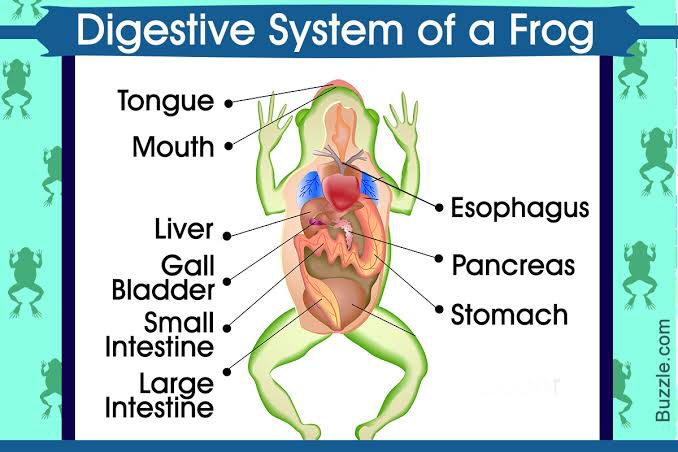 Digestive System of a Frog
Tongue
Mouth
Liver
Gall
Bladder
Small
Intestine
Large
Intestine
Esophagus
Pancreas
Stomach
Buzzle.com